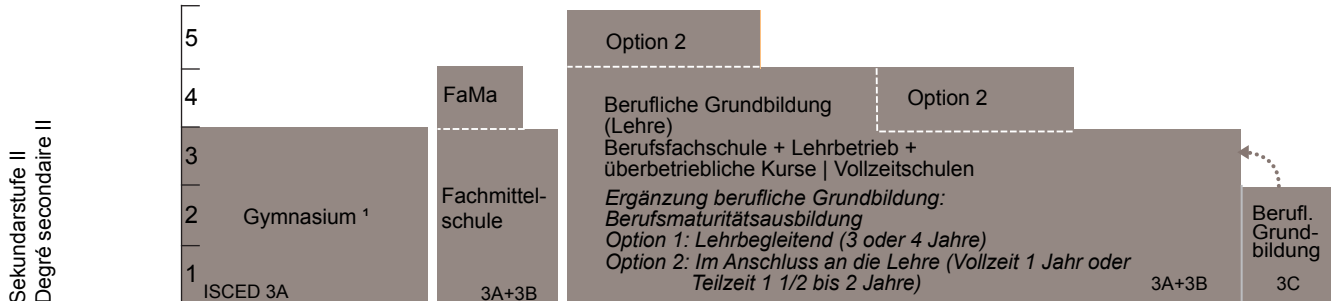 Sekundarstufe II
Degré secondaire II
5
4
3
2
1
Gymnasium ¹
ISCED 3A
FaMa
Fachmittel-
schule
3A+3B
Option 2
Berufliche Grundbildung
(Lehre)
Berufsfachschule + Lehrbetrieb +
überbetriebliche Kurse | Vollzeitschulen
Ergänzung berufliche Grundbildung:
Berufsmaturitätsausbildung
Option 1: Lehrbegleitend (3 oder 4 Jahre)
Option 2: Im Anschluss an die Lehre (Vollzeit 1 Jahr oder
Teilzeit 1 1/2 bis 2 Jahre)
Option 2
3A+3B
Berufl.
Grund-
bildung
3C